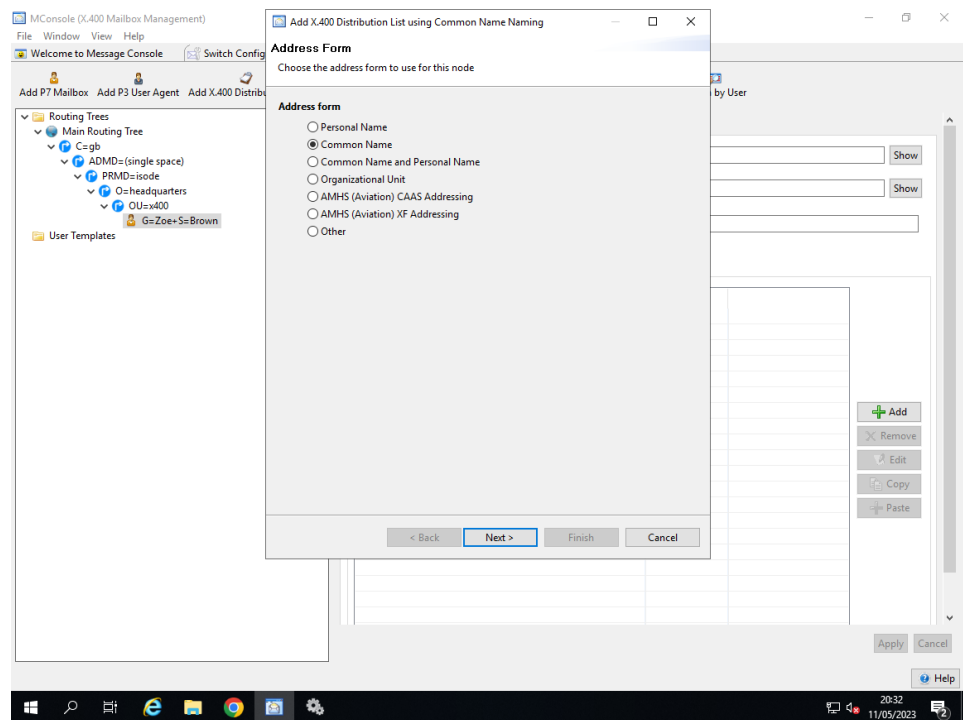 MConsole (X.400 Mailbox Management)
File Window View Help
Welcome to Message Console
Switch Config
Add P7 Mailbox
Add P3 User Agent
Add X.400 Distribu
by User
Routing Trees
Main Routing Tree
C=gb
ADMD=(single space)
PRMD=isode
O=headquarters
OU=x400
G=Zoe+S=Brown
User Templates
Add X.400 Distribution List using Common Name Naming
Address Form
Choose the address form to use for this node
Address form
Personal Name
Common Name
Common Name and Personal Name
Organizational Unit
AMHS (Aviation) CAAS Addressing
AMHS (Aviation) XF Addressing
Other
< Back
Next >
Finish
Cancel
Show
Show
Add
Remove
Edit
Copy
Paste
Apply
Cancel
Help
20:32
11/05/2023
2